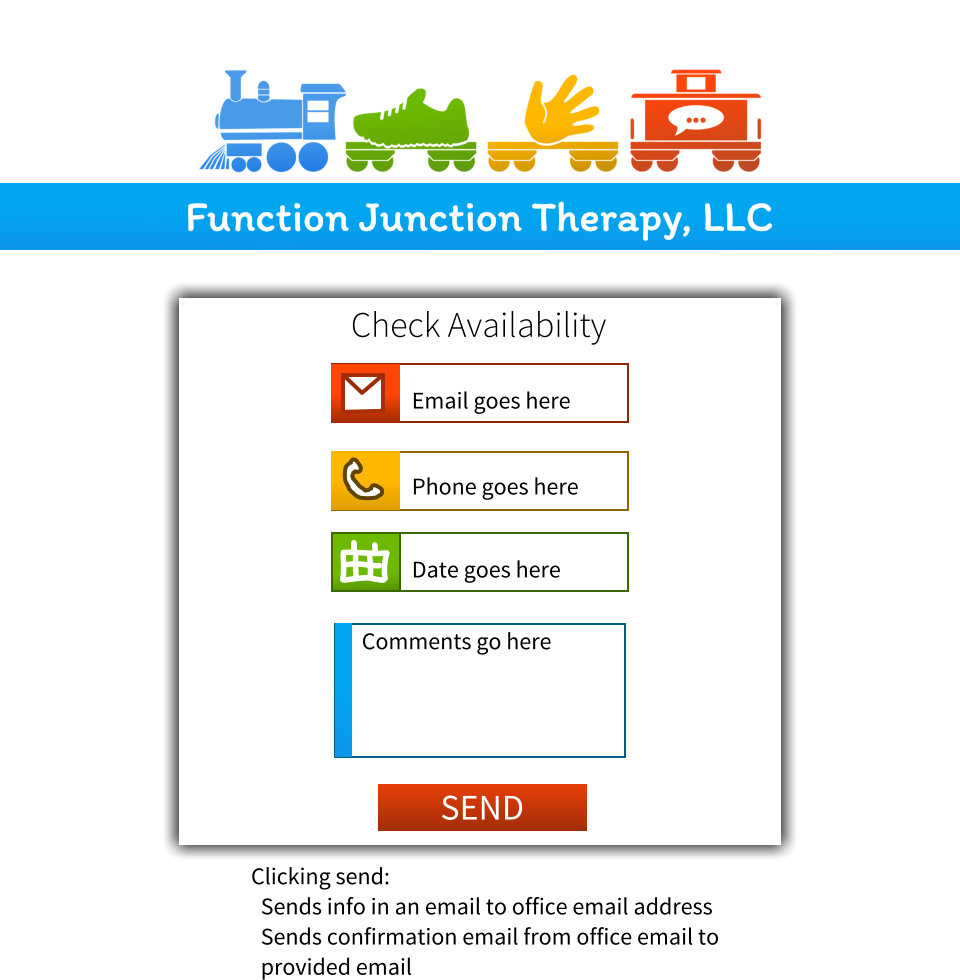 Function Junction Therapy, LLC
Check Availability
Email goes here
Phone goes here
Date goes here
Comments go here
SEND
Clicking send:
Sends info in an email to office email address
Sends confirmation email from office email to
provided email